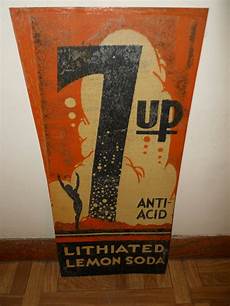 7 up
ANTI-
ACID
LITHIATED
LEMON SODA